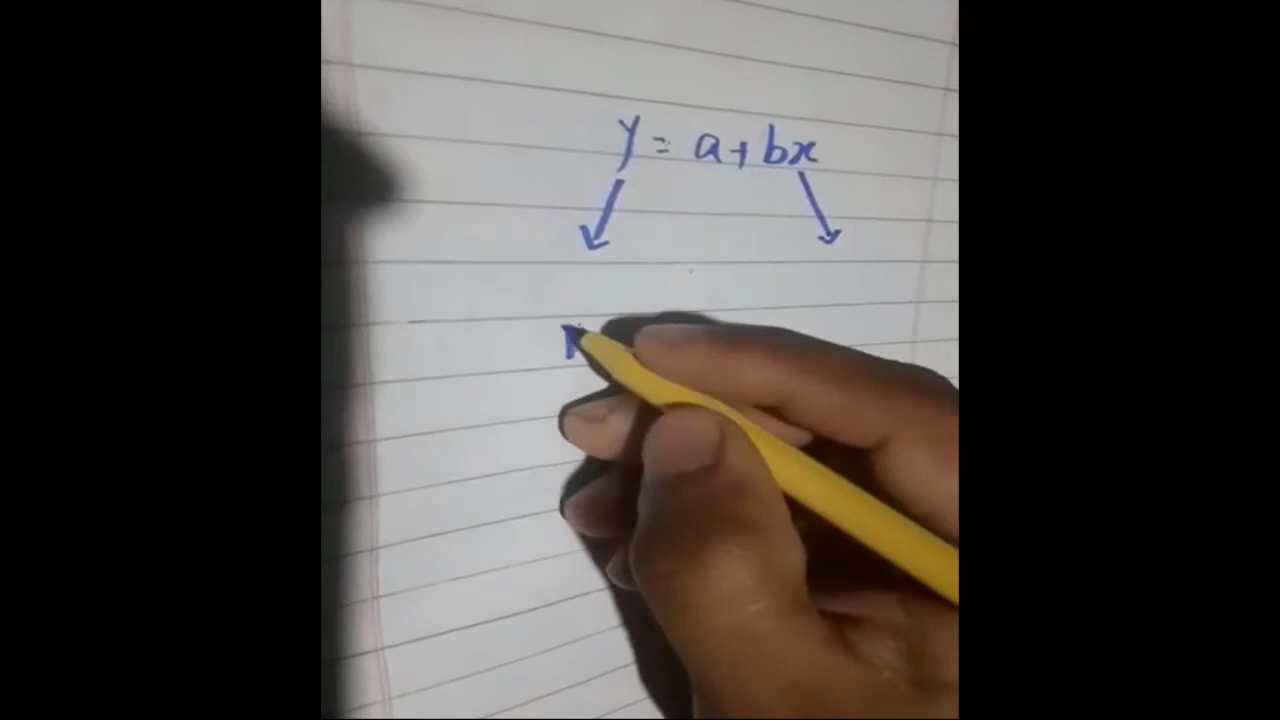 y = a + bx